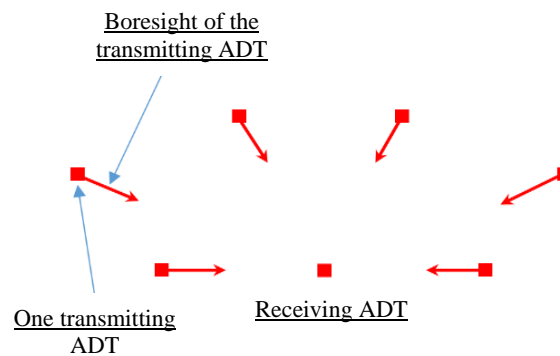 Boresight of the
transmitting ADT
One transmitting
ADT
Receiving ADT